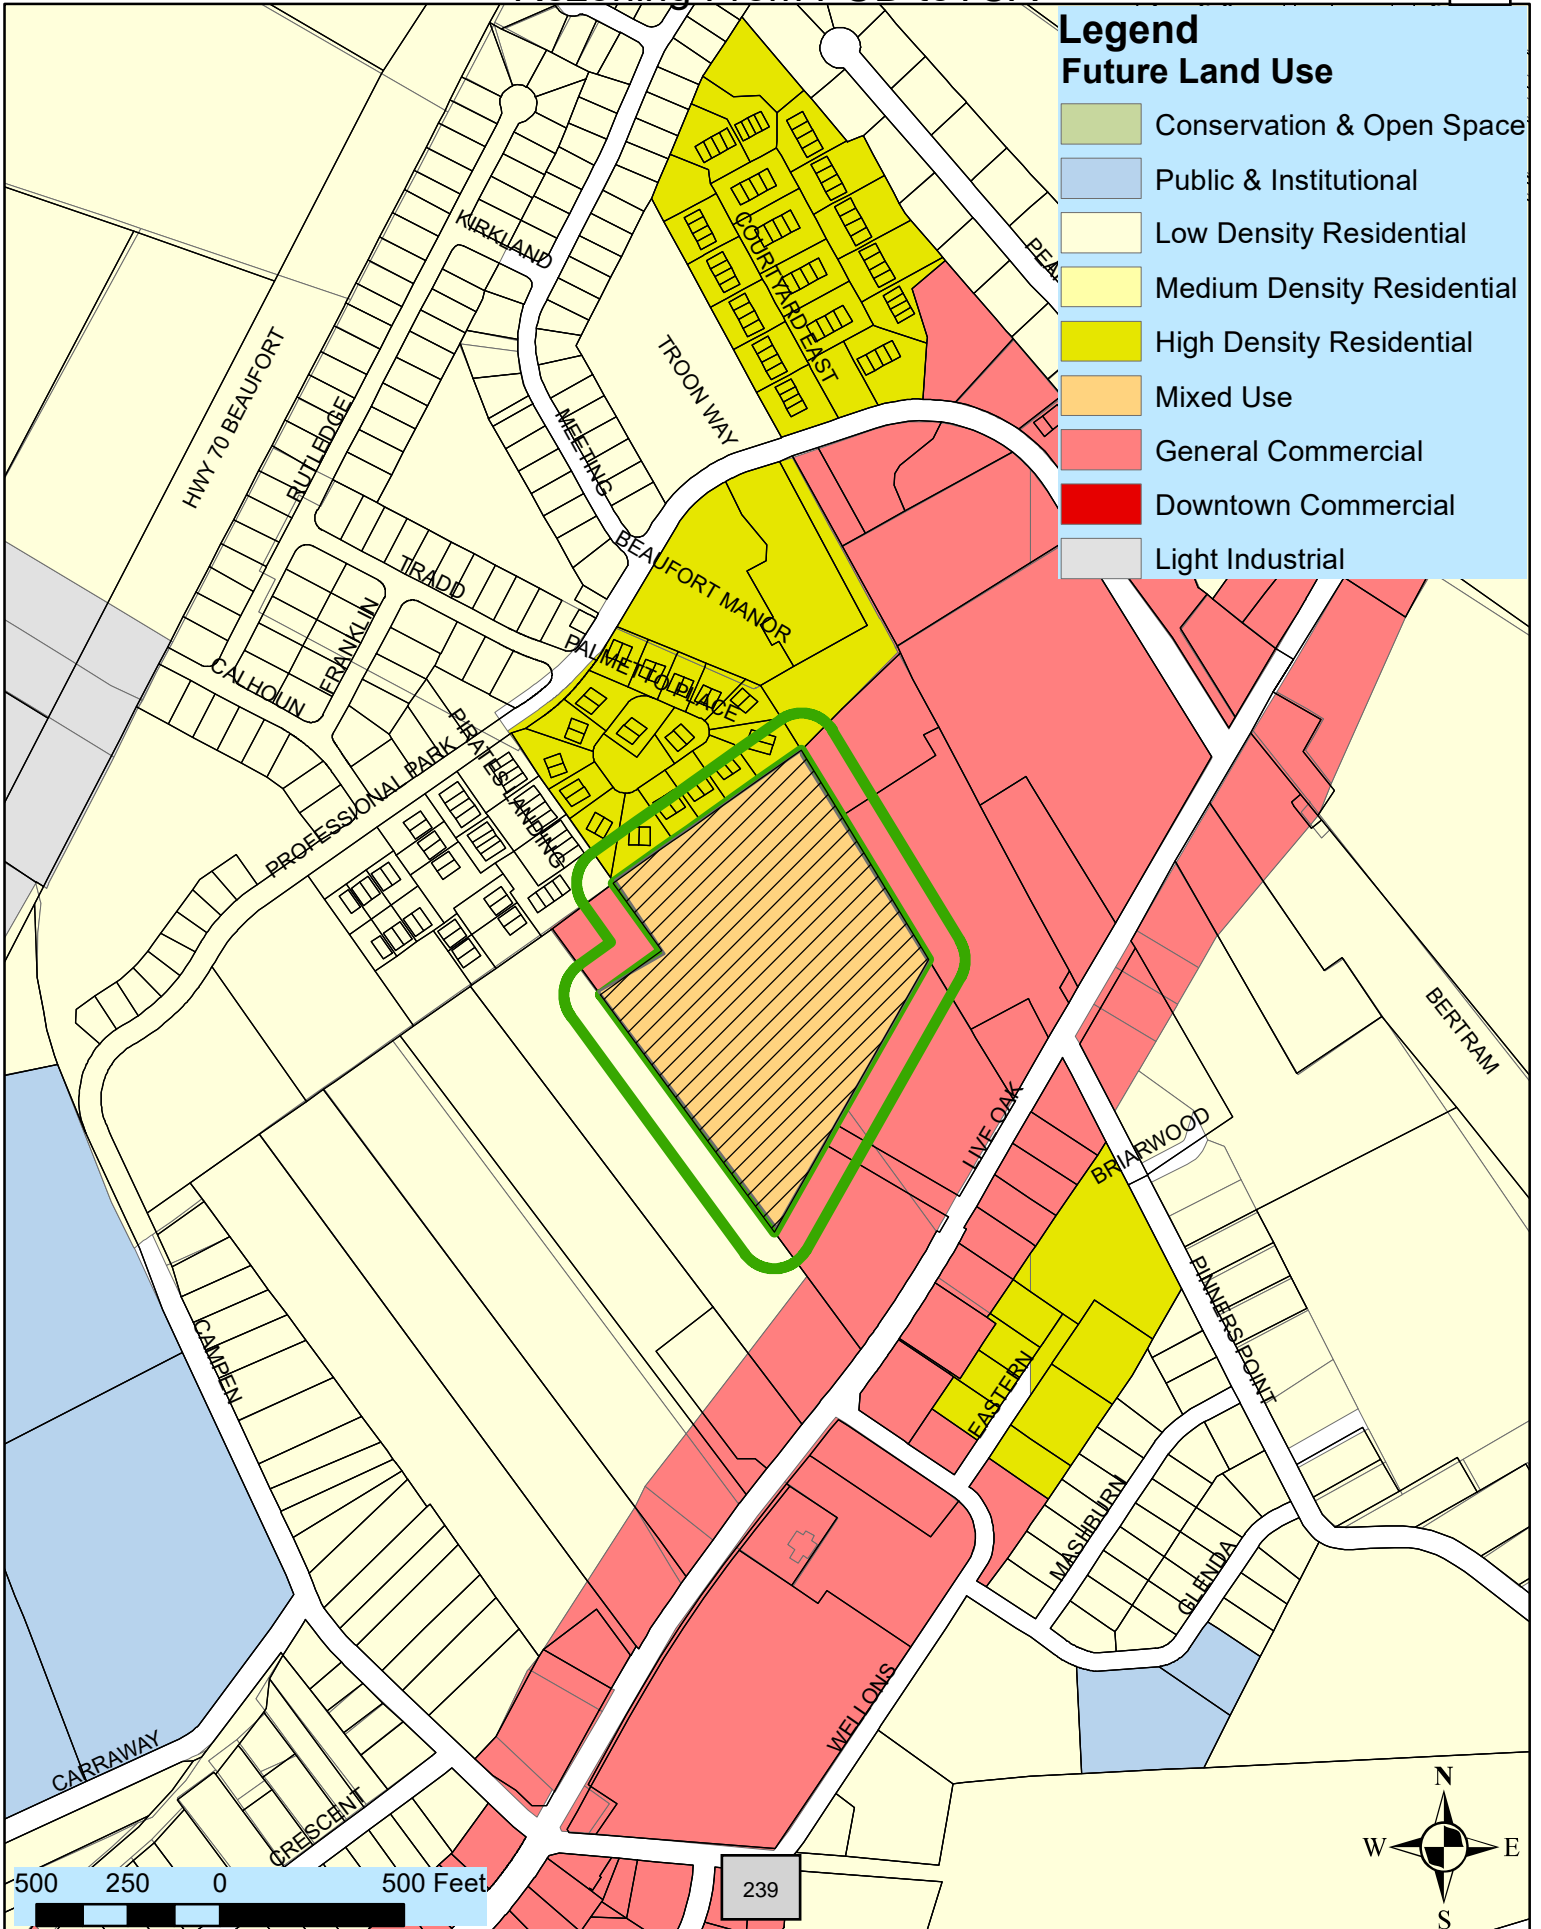 Legend
Future Land Use
Conservation & Open Space
Public & Institutional
Low Density Residential
Medium Density Residential
High Density Residential
Mixed Use
General Commercial
Downtown Commercial
Light Industrial
KIRKLAND
COURTYARD EAST
TROON WAY
HWY 70 BEAUFORT
RUTLEDGE
MEETING
BEAUFORT MANOR
TRADD
FRANKLIN
PALMETTO PLACE
CALHOUN
PIRATES LANDING
PROFESSIONAL PARK
BERTRAM
LIVE OAK
BRIARWOOD
PINNERS POINT
CAMPEN
EASTERN
MASHBURN
GLENDA
WELLONS
CARRAWAY
CRESCENT
500 250 0 500 Feet
239
N
W E
S